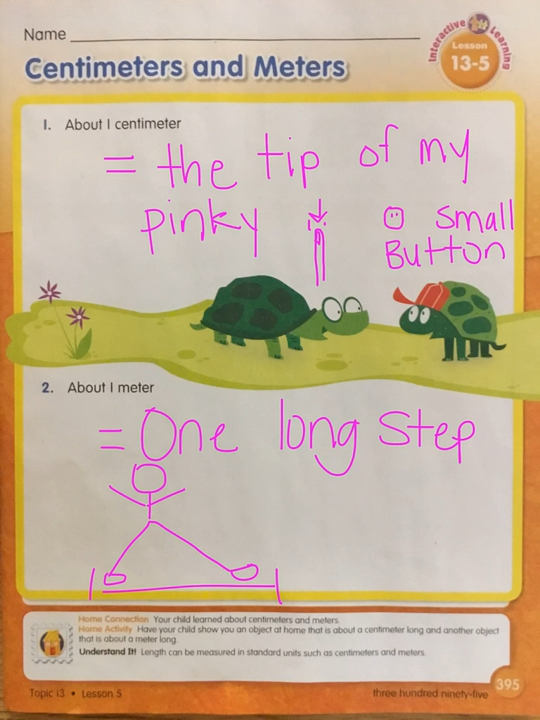 Name
Interactive Learning
Lesson
13-5
Centimeters and Meters
1. About 1 centimeter
= the tip of my
pinky
small
Button
2. About 1 meter
= One long step
Home Connection Your child learned about centimeters and meters.
Home Activity Have your child show you an object at home that is about a centimeter long and another object
that is about a meter long.
Understand It! Length can be measured in standard units such as centimeters and meters.
395
Topic 13 • Lesson 5
three hundred ninety-five